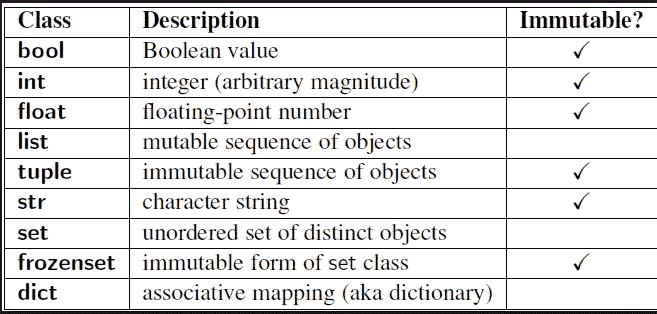 Class Description Immutable?
bool Boolean value ✓
int integer (arbitrary magnitude) ✓
float floating-point number ✓
list mutable sequence of objects
tuple immutable sequence of objects ✓
str character string ✓
set unordered set of distinct objects
frozenset immutable form of set class ✓
dict associative mapping (aka dictionary)